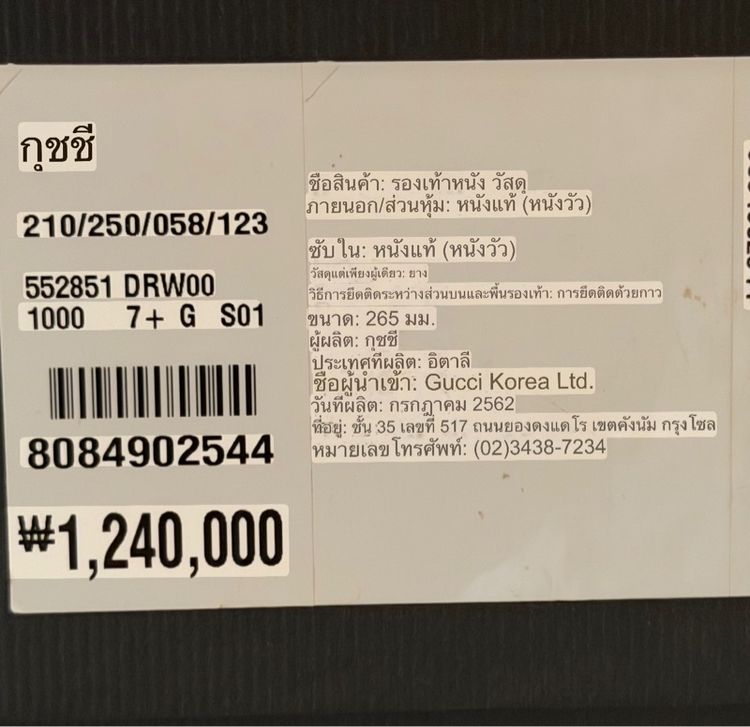 กุชชี
210/250/058/123
552851 DRW00
1000 7+ G S01
8084902544
₩1,240,000
ชื่อสินค้า: รองเท้าหนัง วัสดุ
ภายนอก/ส่วนหุ้ม: หนังแท้ (หนังวัว)
ซับใน: หนังแท้ (หนังวัว)
วัสดุแต่เพียงผู้เดียว: ยาง
วิธีการยึดติดระหว่างส่วนบนและพื้นรองเท้า: การยึดติดด้วยกาว
ขนาด: 265 มม.
ผู้ผลิต: กุชชี
ประเทศที่ผลิต: อิตาลี
ชื่อผู้นำเข้า: Gucci Korea Ltd.
วันที่ผลิต: กรกฎาคม 2562
ที่อยู่: ชั้น 35 เลขที่ 517 ถนนยองดงแดโร เขตคังนัม กรุงโซล
หมายเลขโทรศัพท์: (02)3438-7234